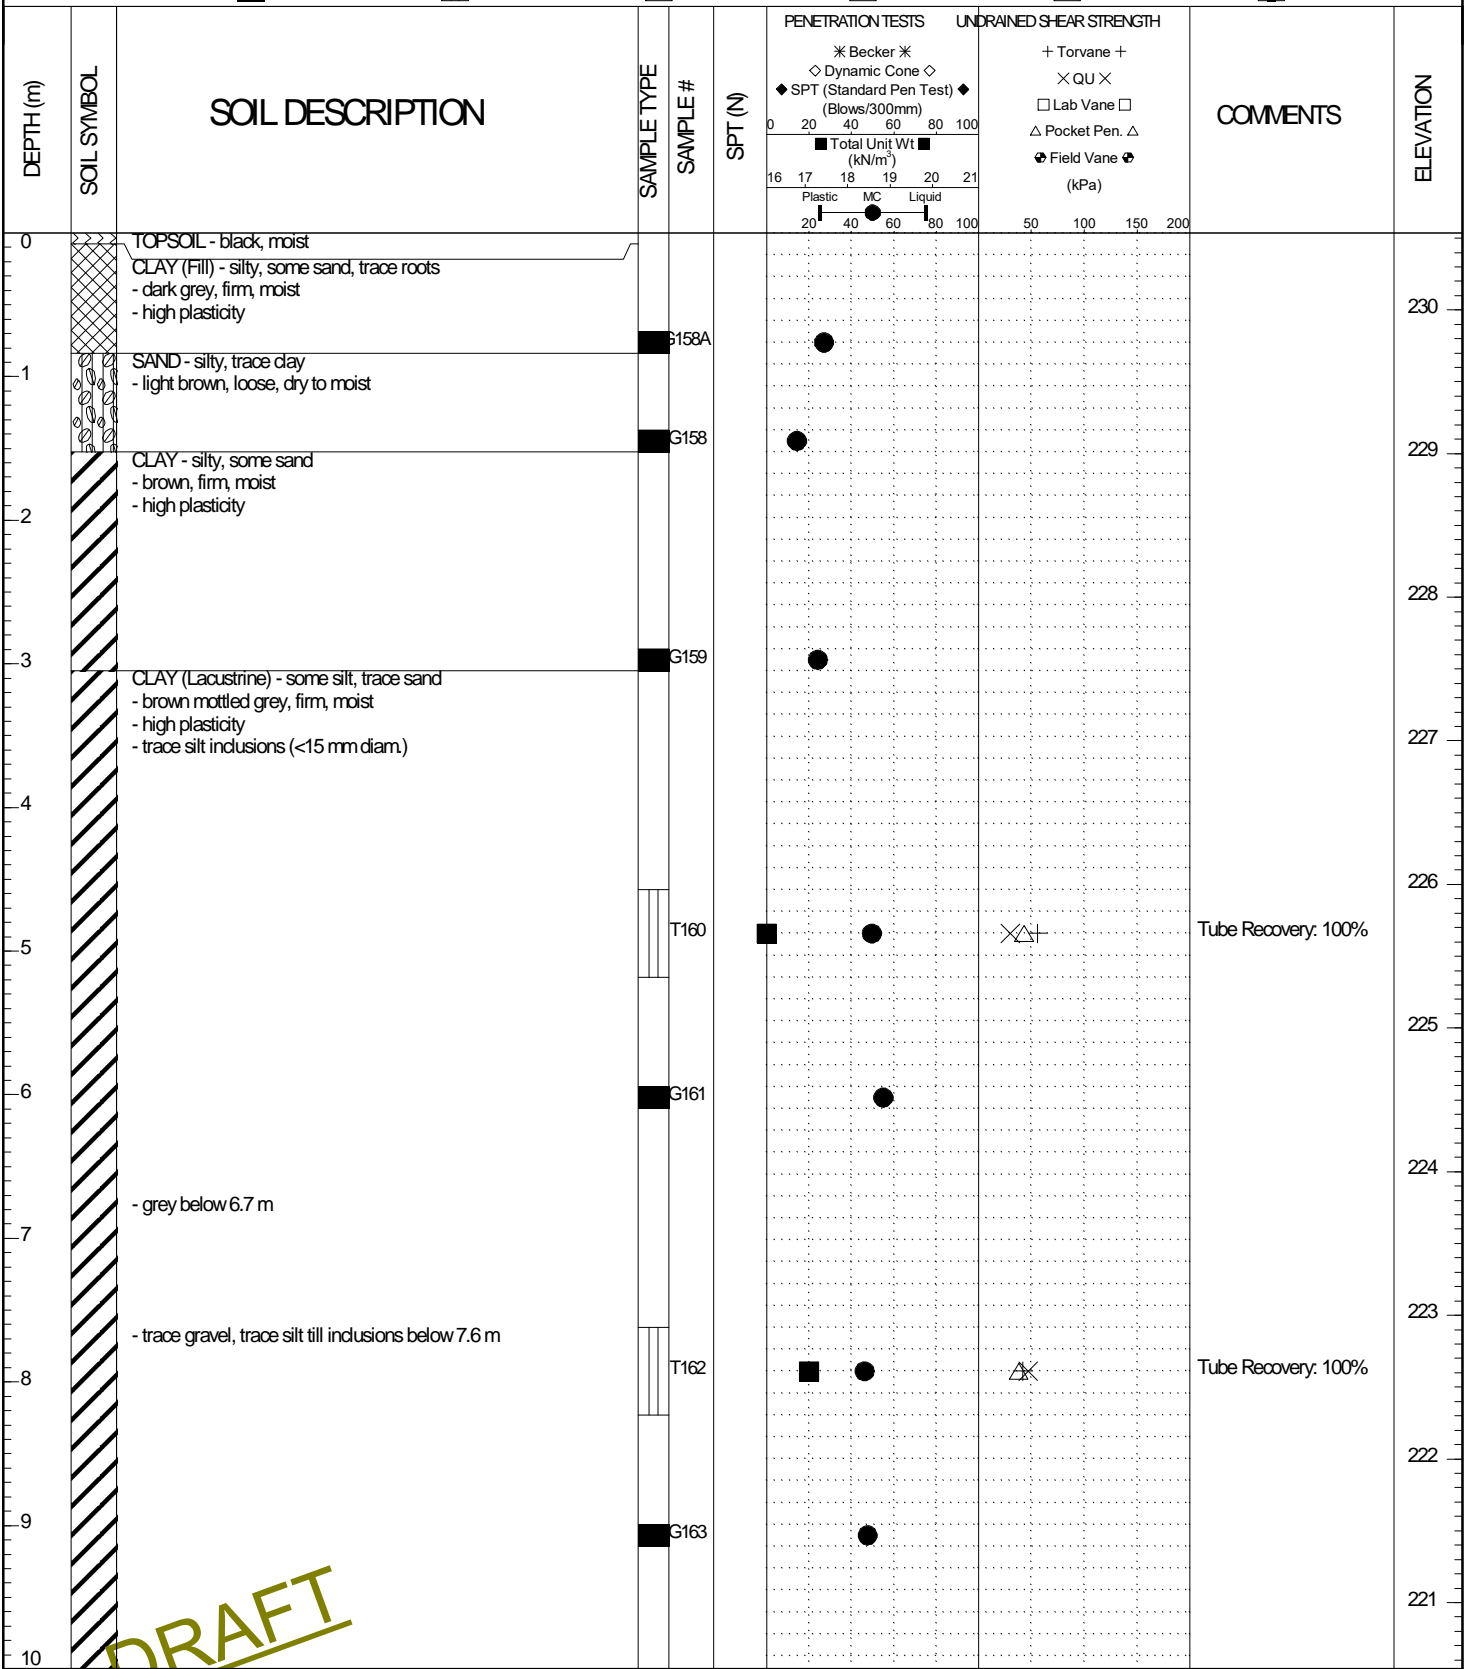 DEPTH (m)
SOIL SYMBOL
SOIL DESCRIPTION
SAMPLE TYPE
SAMPLE #
SPT (N)
PENETRATION TESTS
✳ Becker ✳
◇ Dynamic Cone ◇
◆ SPT (Standard Pen Test) ◆
(Blows/300mm)
0 20 40 60 80 100
■ Total Unit Wt ■
(kN/m³)
16 17 18 19 20 21
Plastic MC Liquid
20 40 60 80 100
UNDRAINED SHEAR STRENGTH
+ Torvane +
× QU ×
□ Lab Vane □
△ Pocket Pen. △
Field Vane
(kPa)
50 100 150 200
COMMENTS
ELEVATION
0
TOPSOIL - black, moist
CLAY (Fill) - silty, some sand, trace roots
- dark grey, firm, moist
- high plasticity
230
G158A
SAND - silty, trace clay
1
- light brown, loose, dry to moist
G158
229
CLAY - silty, some sand
- brown, firm, moist
- high plasticity
2
228
G159
3
CLAY (Lacustrine) - some silt, trace sand
- brown mottled grey, firm, moist
- high plasticity
- trace silt inclusions (<15 mm diam.)
227
4
226
T160
Tube Recovery: 100%
5
225
6
G161
224
- grey below 6.7 m
7
223
- trace gravel, trace silt till inclusions below 7.6 m
T162
Tube Recovery: 100%
8
222
9
G163
221
10
DRAFT